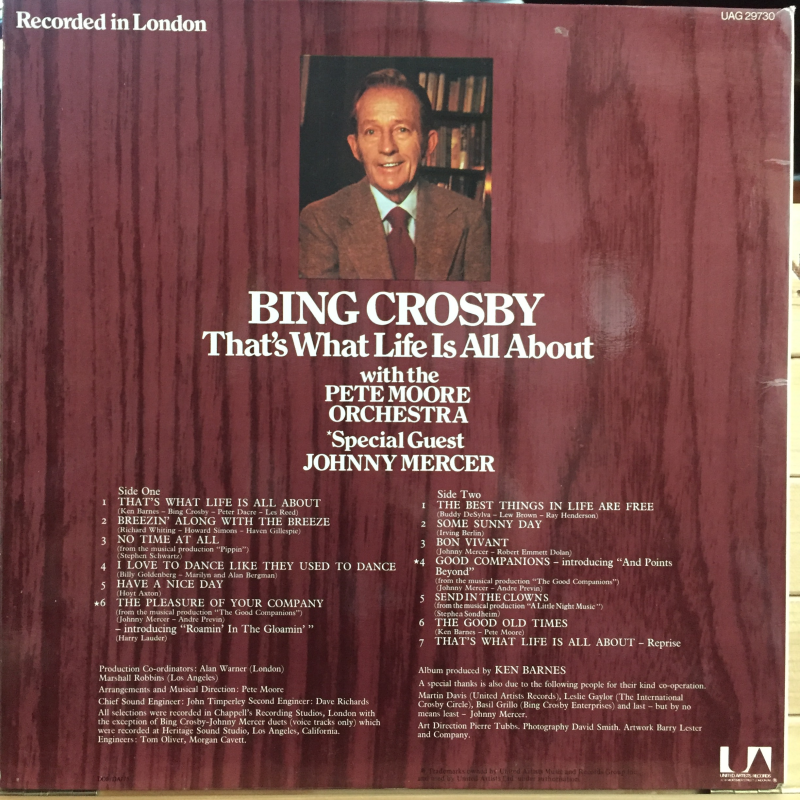 Recorded in London
UAG 29730
BING CROSBY
That's What Life Is All About
with the
PETE MOORE
ORCHESTRA
*Special Guest
JOHNNY MERCER
Side One
1 THAT'S WHAT LIFE IS ALL ABOUT
(Ken Barnes – Bing Crosby – Peter Dacre – Les Reed)
2 BREEZIN' ALONG WITH THE BREEZE
(Richard Whiting – Howard Simons – Haven Gillespie)
3 NO TIME AT ALL
(from the musical production "Pippin")
(Stephen Schwartz)
4 I LOVE TO DANCE LIKE THEY USED TO DANCE
(Billy Goldenberg – Marilyn and Alan Bergman)
5 HAVE A NICE DAY
(Hoyt Axton)
*6 THE PLEASURE OF YOUR COMPANY
(from the musical production "The Good Companions")
(Johnny Mercer – Andre Previn)
– introducing "Roamin' In The Gloamin' "
(Harry Lauder)
Side Two
1 THE BEST THINGS IN LIFE ARE FREE
(Buddy DeSylva – Lew Brown – Ray Henderson)
2 SOME SUNNY DAY
(Irving Berlin)
3 BON VIVANT
(Johnny Mercer – Robert Emmett Dolan)
*4 GOOD COMPANIONS – introducing "And Points
Beyond"
(from the musical production "The Good Companions")
(Johnny Mercer – Andre Previn)
5 SEND IN THE CLOWNS
(from the musical production "A Little Night Music")
(Stephea Sondheim)
6 THE GOOD OLD TIMES
(Ken Barnes – Pete Moore)
7 THAT'S WHAT LIFE IS ALL ABOUT – Reprise
Production Co-ordinators: Alan Warner (London)
Marshall Robbins (Los Angeles)
Arrangements and Musical Direction: Pete Moore
Chief Sound Engineer: John Timperley Second Engineer: Dave Richards
All selections were recorded in Chappell's Recording Studios, London with
the exception of Bing Crosby-Johnny Mercer duets (voice tracks only) which
were recorded at Heritage Sound Studio, Los Angeles, California.
Engineers: Tom Oliver, Morgan Cavett.
Album produced by KEN BARNES
A special thanks is also due to the following people for their kind co-operation.
Martin Davis (United Artists Records), Leslie Gaylor (The International
Crosby Circle), Basil Grillo (Bing Crosby Enterprises) and last – but by no
means least – Johnny Mercer.
Art Direction Pierre Tubbs. Photography David Smith. Artwork Barry Lester
and Company.
UA
UNITED ARTISTS RECORDS